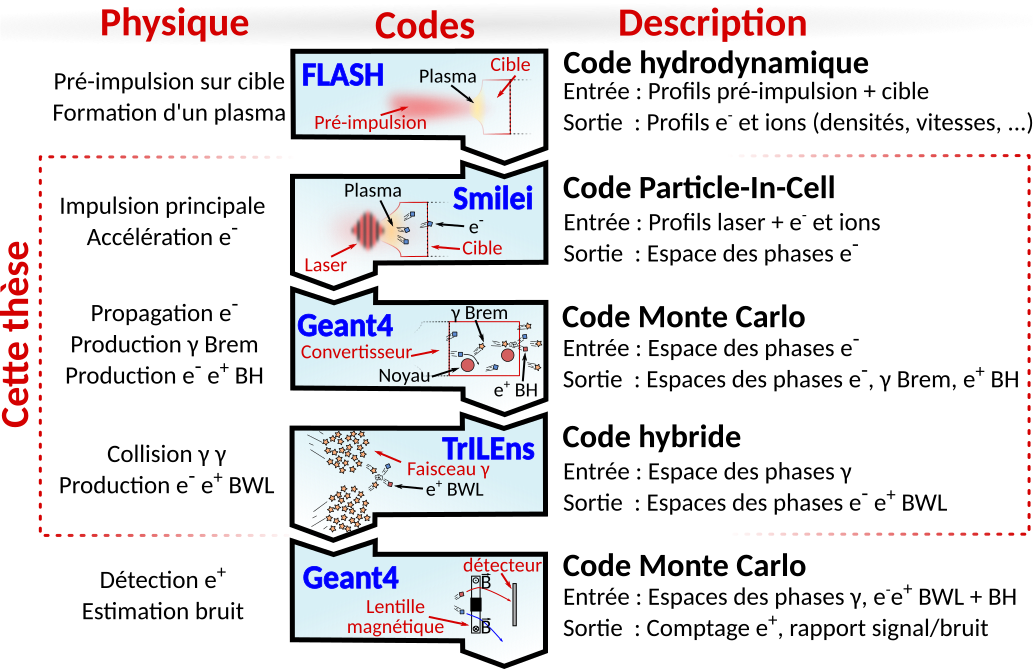 Physique
Codes
Description
Pré-impulsion sur cible
Formation d'un plasma
FLASH
Plasma
Cible
Pré-impulsion
Code hydrodynamique
Entrée : Profils pré-impulsion + cible
Sortie : Profils e⁻ et ions (densités, vitesses, ...)
Cette thèse
Impulsion principale
Accélération e⁻
Plasma
Smilei
e⁻
Cible
Laser
Code Particle-In-Cell
Entrée : Profils laser + e⁻ et ions
Sortie : Espace des phases e⁻
Propagation e⁻
Production γ Brem
Production e⁻ e⁺ BH
Geant4
γ Brem
Convertisseur
Noyau
e⁺ BH
Code Monte Carlo
Entrée : Espace des phases e⁻
Sortie : Espaces des phases e⁻, γ Brem, e⁺ BH
Collision γ γ
Production e⁻ e⁺ BWL
TrILEns
Faisceau γ
e⁺ BWL
Code hybride
Entrée : Espace des phases γ
Sortie : Espaces des phases e⁻ e⁺ BWL
Détection e⁺
Estimation bruit
Geant4
détecteur
B
Lentille
magnétique
B
Code Monte Carlo
Entrée : Espaces des phases γ, e⁻e⁺ BWL + BH
Sortie : Comptage e⁺, rapport signal/bruit